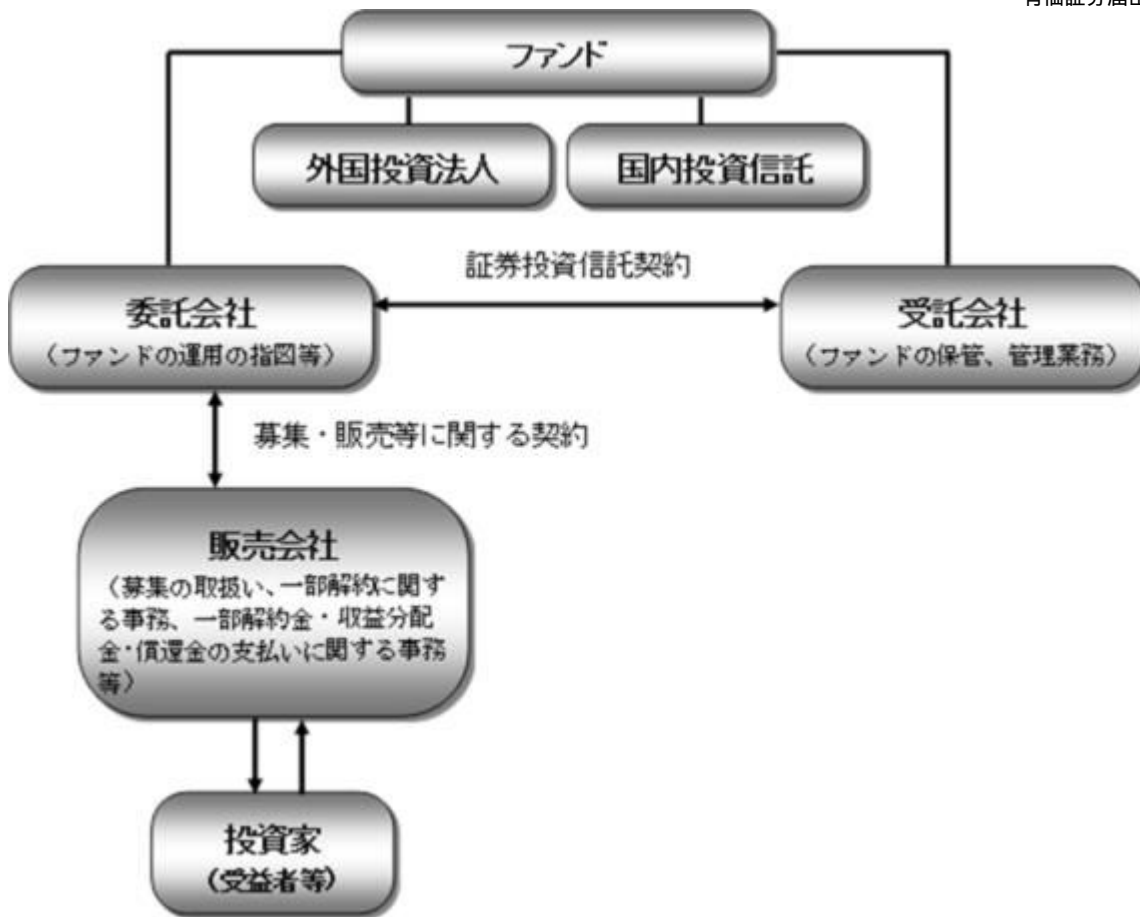 ファンド
外国投資法人
国内投資信託
証券投資信託契約
委託会社
（ファンドの運用の指図等）
受託会社
（ファンドの保管、管理業務）
募集・販売等に関する契約
販売会社
（募集の取扱い、一部解約に関す
る事務、一部解約金・収益分配
金・償還金の支払いに関する事務
等）
投資家
（受益者等）